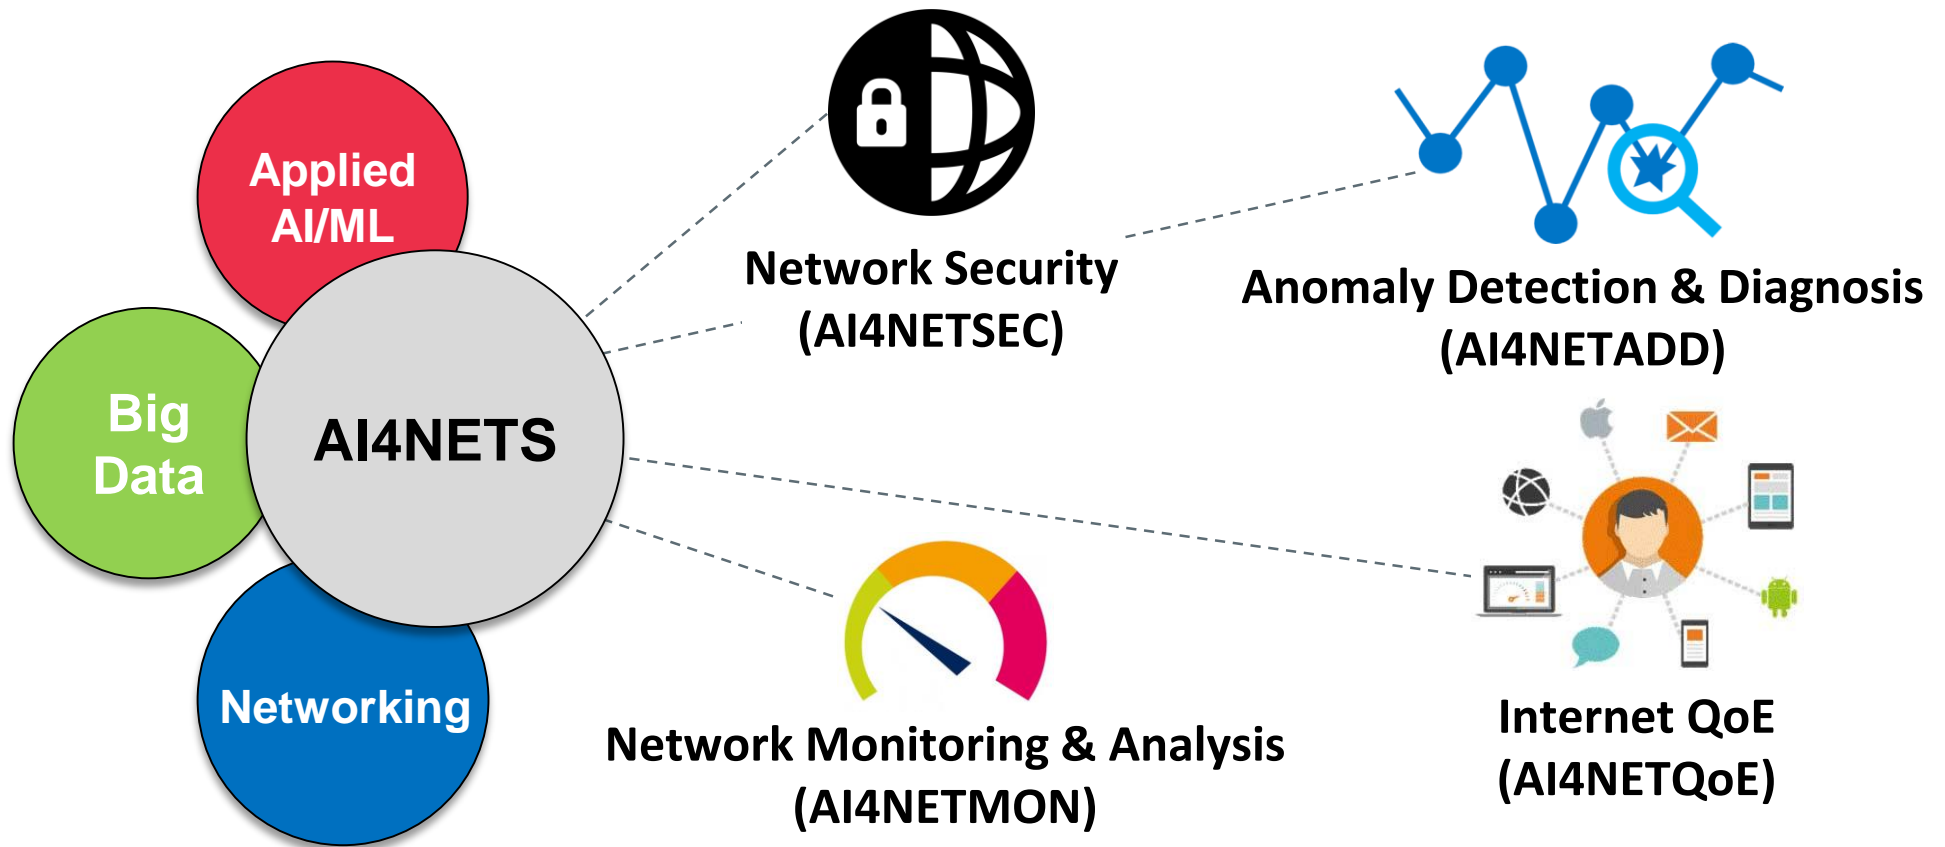 Applied
AI/ML
Big
Data
AI4NETS
Networking
Network Security
(AI4NETSEC)
Anomaly Detection & Diagnosis
(AI4NETADD)
Network Monitoring & Analysis
(AI4NETMON)
Internet QoE
(AI4NETQoE)